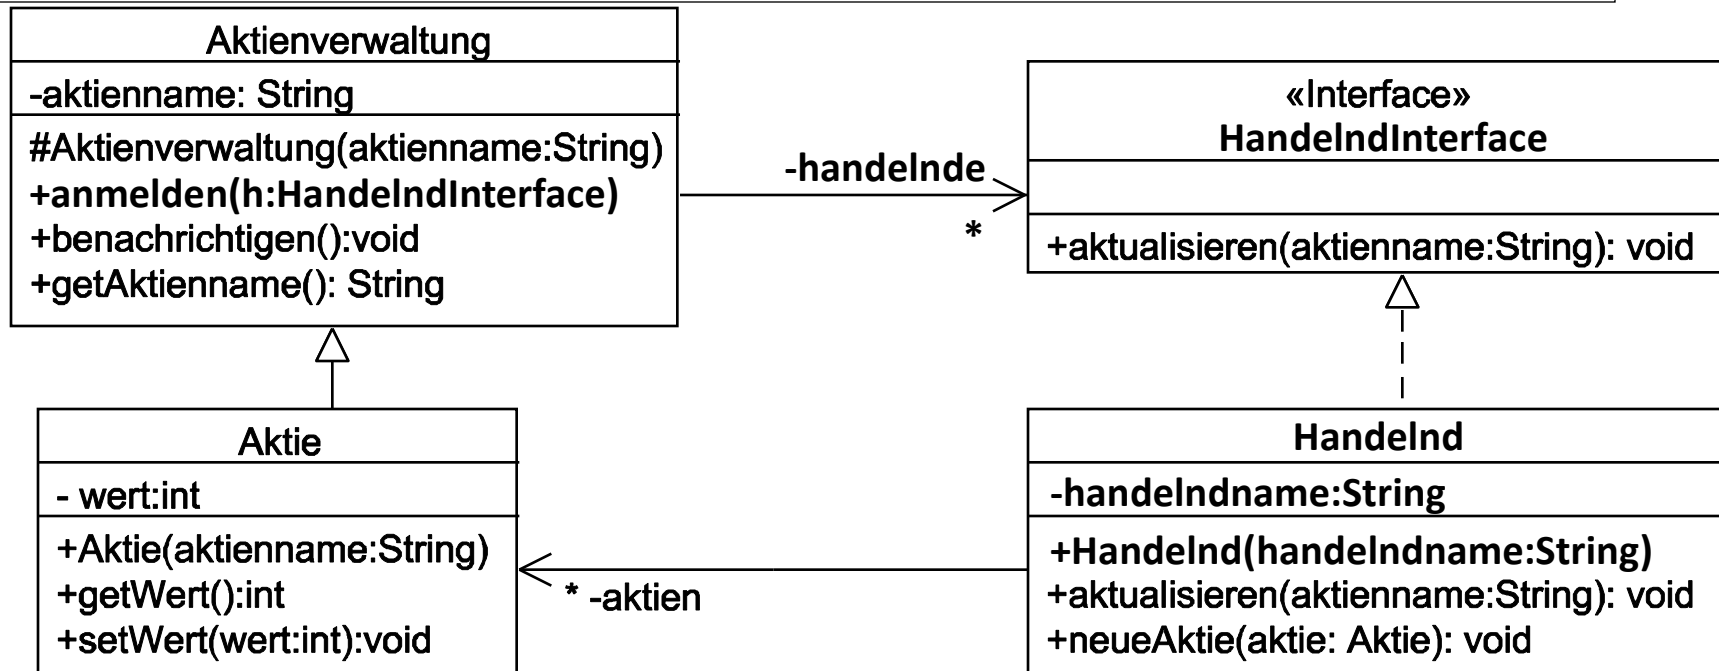 Aktienverwaltung
-aktienname: String
#Aktienverwaltung(aktienname:String)
+anmelden(h:HandelndInterface)
+benachrichtigen():void
+getAktienname(): String
-handelnde
*
«Interface»
HandelndInterface
+aktualisieren(aktienname:String): void
Aktie
- wert:int
+Aktie(aktienname:String)
+getWert():int
+setWert(wert:int):void
* -aktien
Handelnd
-handelndname:String
+Handelnd(handelndname:String)
+aktualisieren(aktienname:String): void
+neueAktie(aktie: Aktie): void